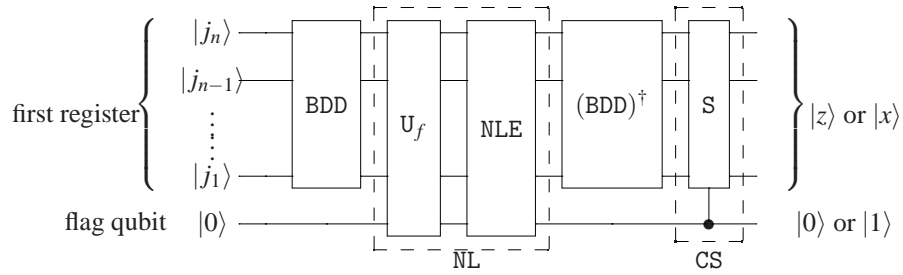 |j_n⟩
|j_{n−1}⟩
first register
BDD
U_f
NLE
(BDD)†
S
|z⟩ or |x⟩
|j_1⟩
flag qubit |0⟩
|0⟩ or |1⟩
NL
CS